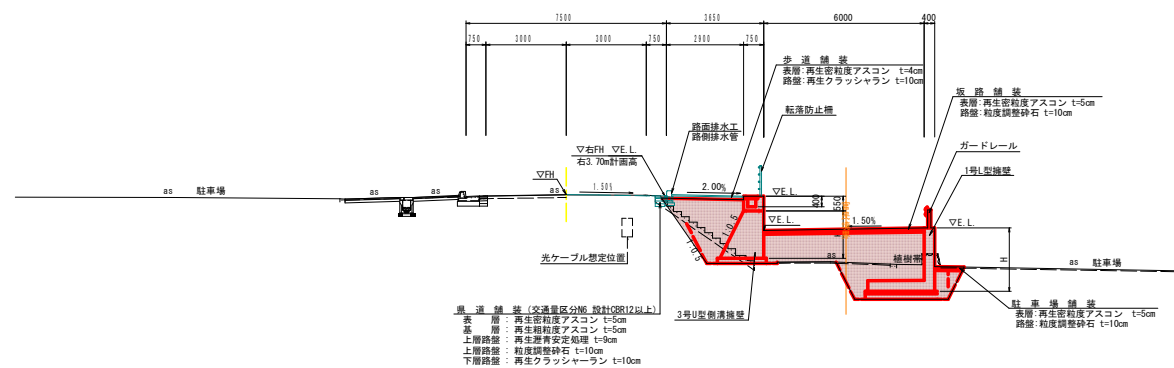 7500
3650
6000
400
750
3000
3000
750
2900
750
歩 道 舗 装
表層:再生密粒度アスコン t=4cm
路盤:再生クラッシャラン t=10cm
坂 路 舗 装
表層:再生密粒度アスコン t=5cm
路盤:粒度調整砕石 t=10cm
転落防止柵
路面排水工
路側排水管
ガードレール
1号L型擁壁
▽右FH ▽E.L.
右3.70m計画高
▽FH
as 駐車場
as
as
as
1.50%
2.00%
▽E.L.
400
550
▽E.L.
1.50%
▽E.L.
1:0.5
1:0.5
光ケーブル想定位置
as
植樹帯
H
as 駐車場
3号U型側溝擁壁
県 道 舗 装 (交通量区分N6 設計CBR12以上)
表 層 : 再生密粒度アスコン t=5cm
基 層 : 再生粗粒度アスコン t=5cm
上層路盤 : 再生瀝青安定処理 t=9cm
上層路盤 : 粒度調整砕石 t=10cm
下層路盤 : 再生クラッシャーラン t=10cm
駐 車 場 舗 装
表層:再生密粒度アスコン t=5cm
路盤:粒度調整砕石 t=10cm